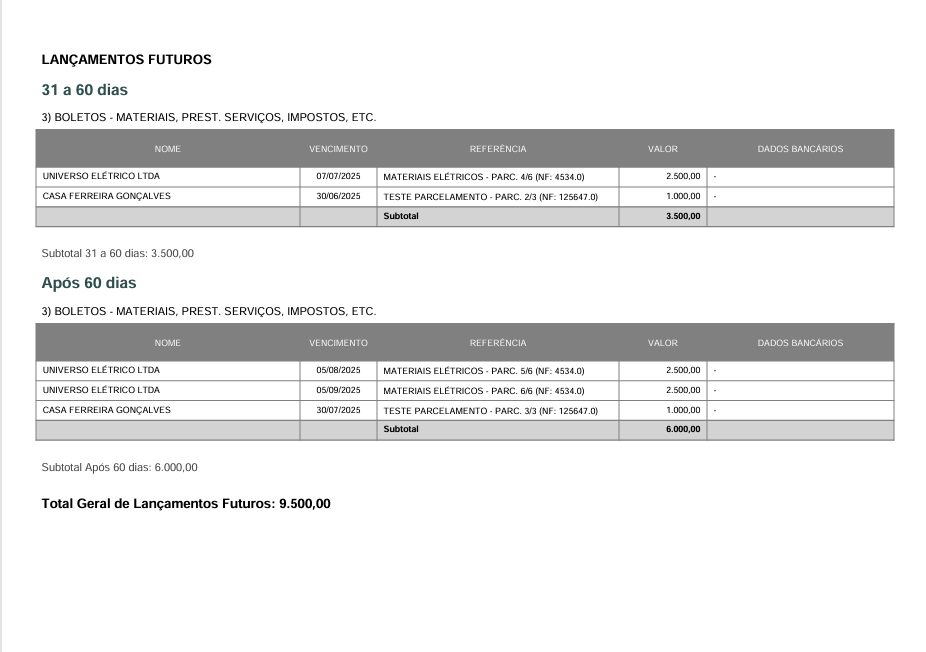 LANÇAMENTOS FUTUROS
31 a 60 dias
3) BOLETOS - MATERIAIS, PREST. SERVIÇOS, IMPOSTOS, ETC.
NOME VENCIMENTO REFERÊNCIA VALOR DADOS BANCÁRIOS
UNIVERSO ELÉTRICO LTDA 07/07/2025 MATERIAIS ELÉTRICOS - PARC. 4/6 (NF: 4534.0) 2.500,00 -
CASA FERREIRA GONÇALVES 30/06/2025 TESTE PARCELAMENTO - PARC. 2/3 (NF: 125647.0) 1.000,00 -
Subtotal 3.500,00
Subtotal 31 a 60 dias: 3.500,00
Após 60 dias
3) BOLETOS - MATERIAIS, PREST. SERVIÇOS, IMPOSTOS, ETC.
NOME VENCIMENTO REFERÊNCIA VALOR DADOS BANCÁRIOS
UNIVERSO ELÉTRICO LTDA 05/08/2025 MATERIAIS ELÉTRICOS - PARC. 5/6 (NF: 4534.0) 2.500,00 -
UNIVERSO ELÉTRICO LTDA 05/09/2025 MATERIAIS ELÉTRICOS - PARC. 6/6 (NF: 4534.0) 2.500,00 -
CASA FERREIRA GONÇALVES 30/07/2025 TESTE PARCELAMENTO - PARC. 3/3 (NF: 125647.0) 1.000,00 -
Subtotal 6.000,00
Subtotal Após 60 dias: 6.000,00
Total Geral de Lançamentos Futuros: 9.500,00